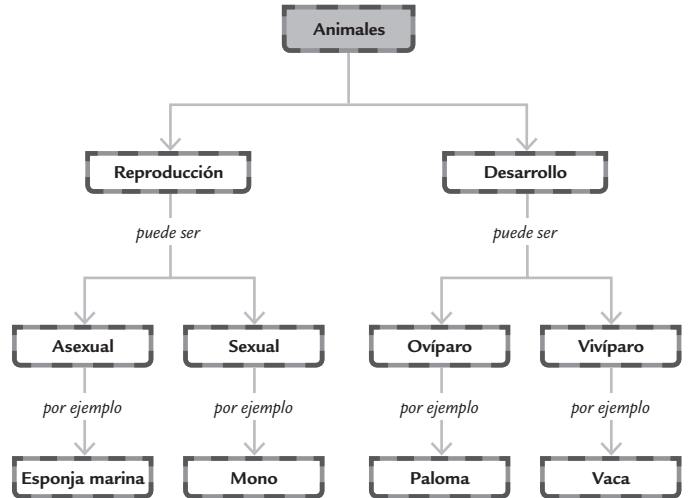 Animales
Reproducción
Desarrollo
puede ser
puede ser
Asexual
Sexual
Ovíparo
Vivíparo
por ejemplo
por ejemplo
por ejemplo
por ejemplo
Esponja marina
Mono
Paloma
Vaca